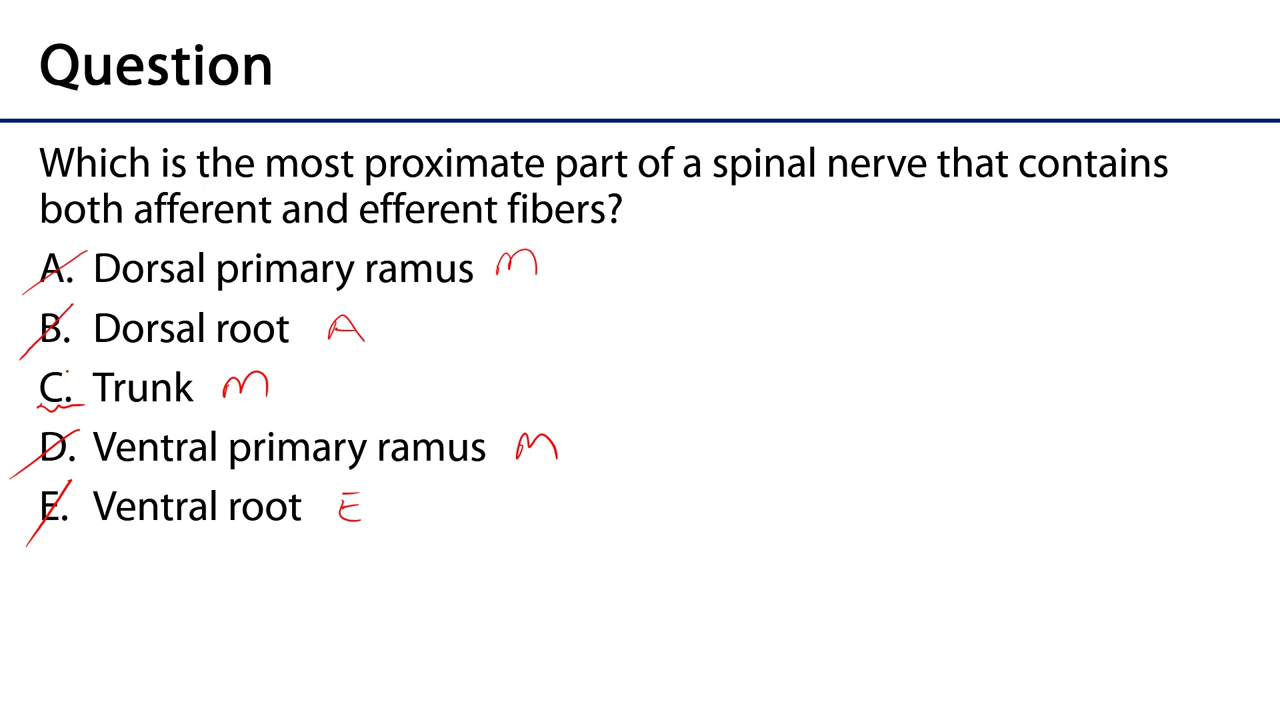 Question
Which is the most proximate part of a spinal nerve that contains
both afferent and efferent fibers?
A. Dorsal primary ramus M
B. Dorsal root A
C. Trunk M
D. Ventral primary ramus M
E. Ventral root E